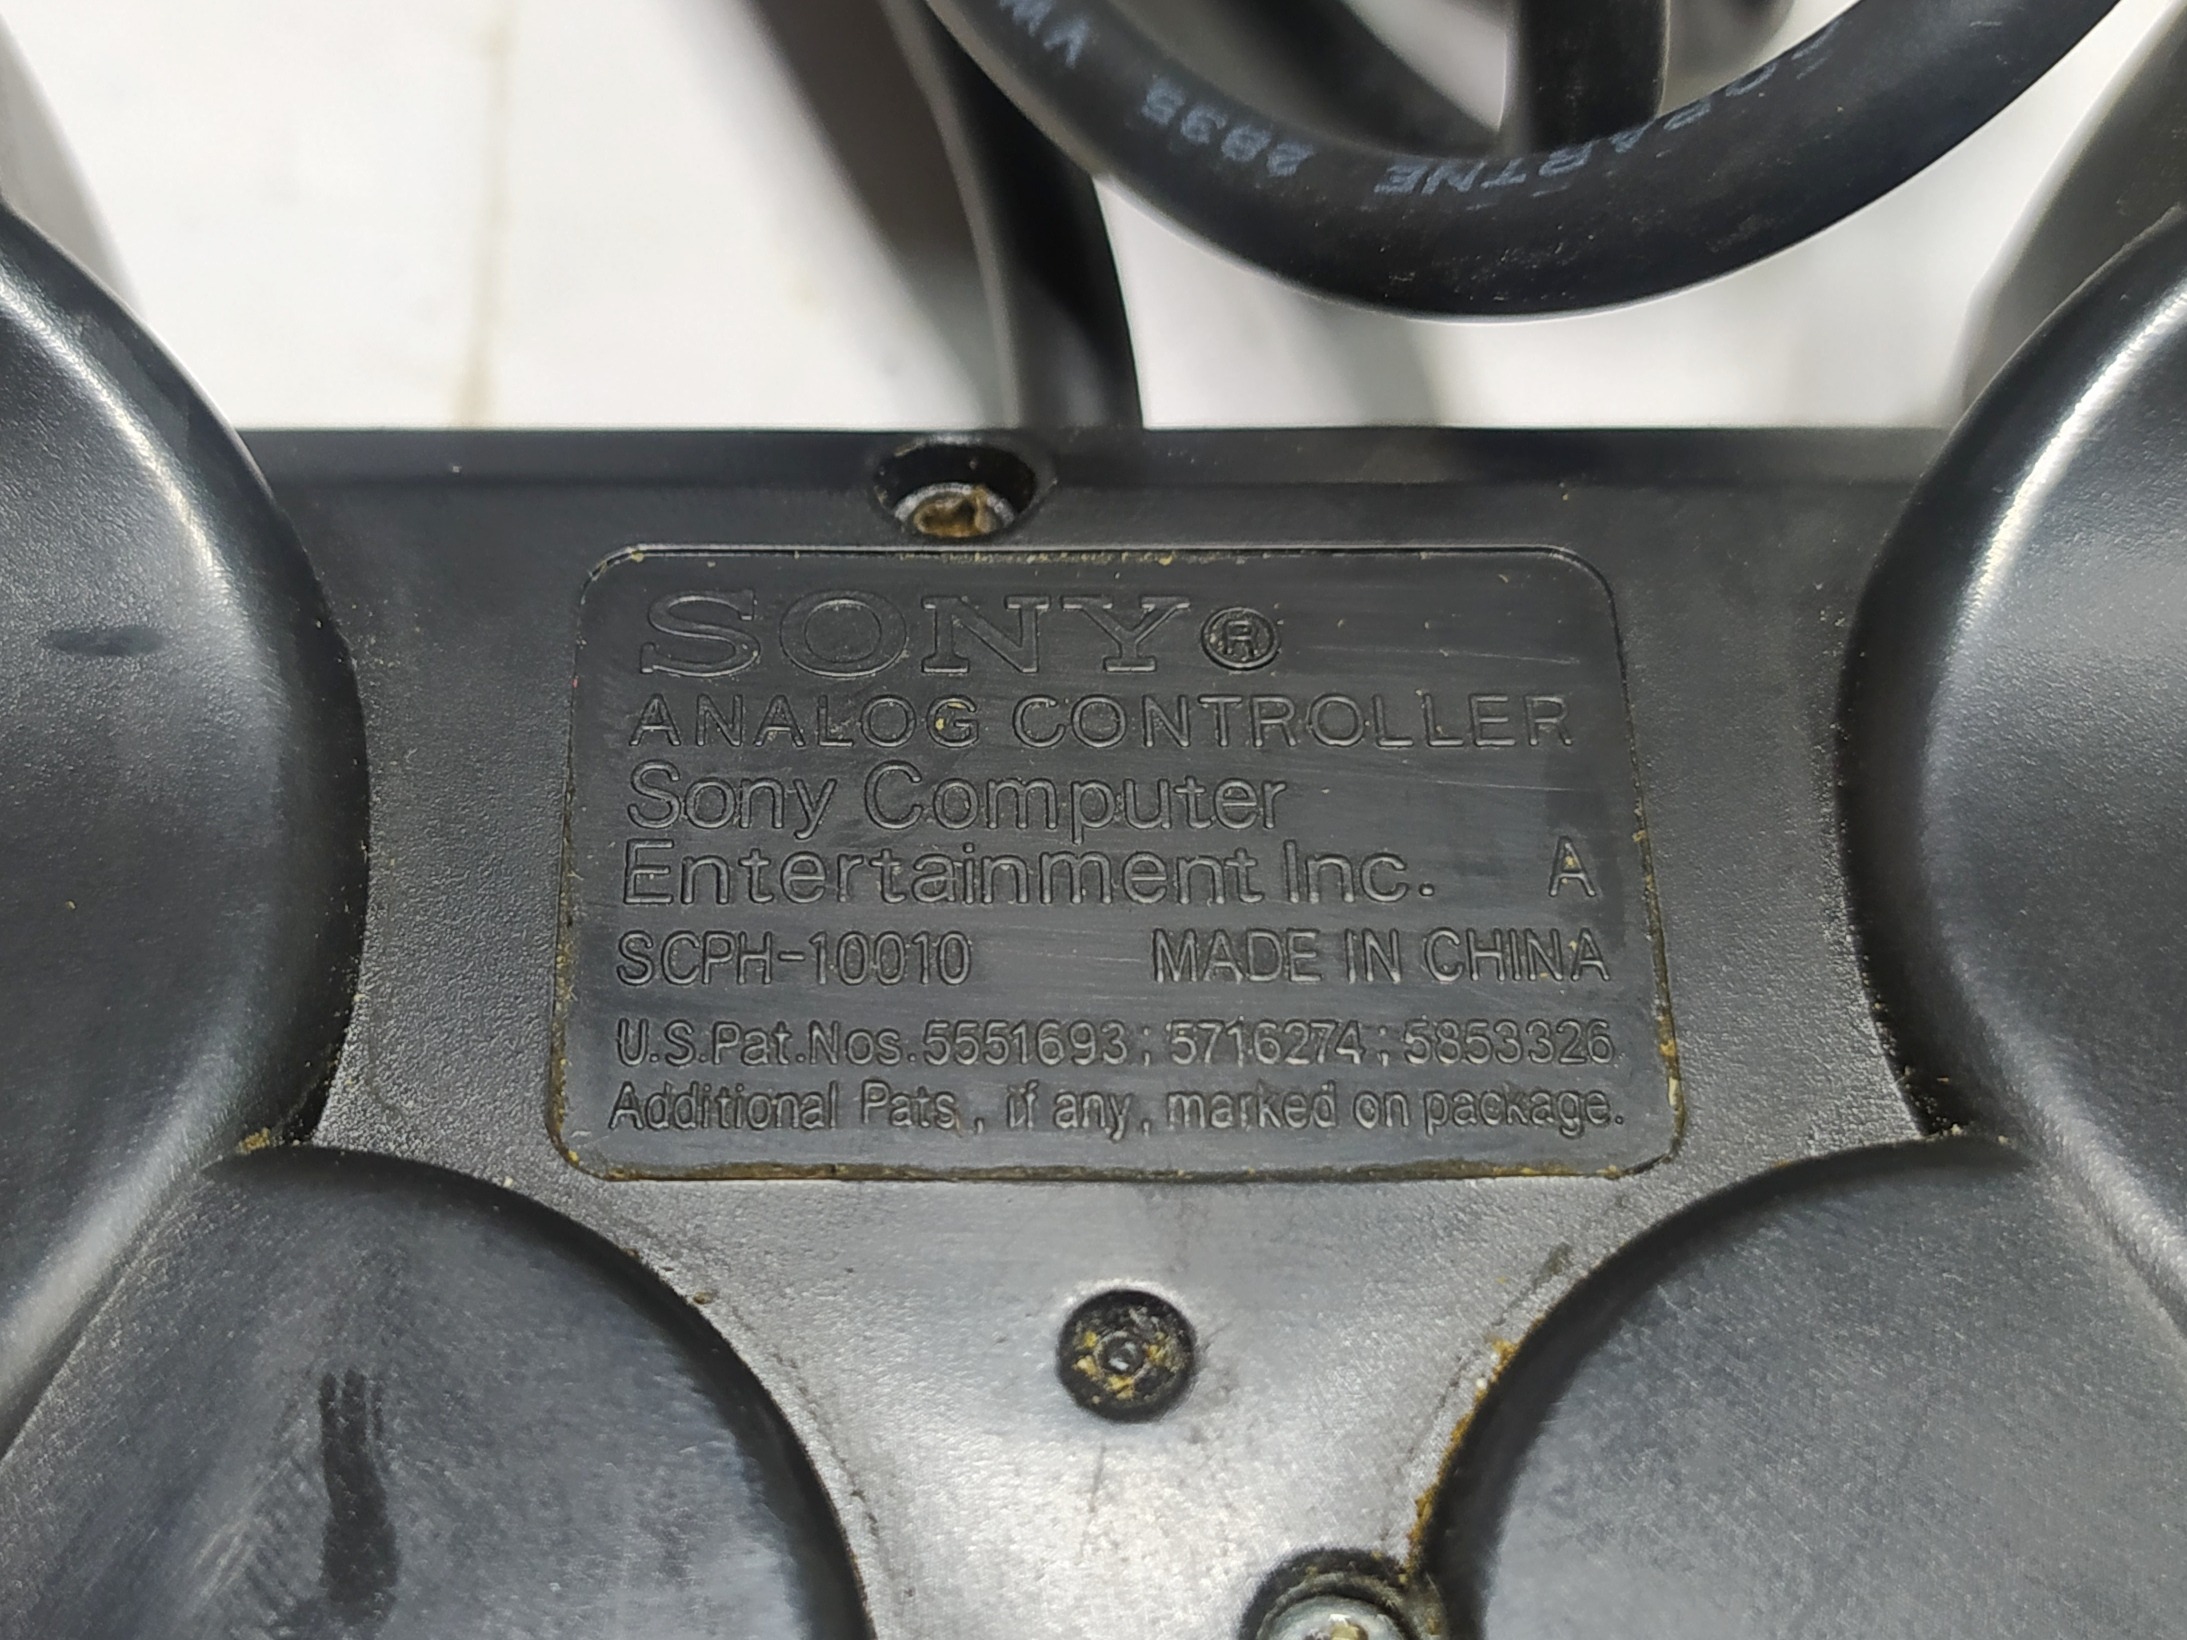 2835
SONY®
ANALOG CONTROLLER
Sony Computer
Entertainment Inc. A
SCPH-10010 MADE IN CHINA
U.S.Pat.Nos.5551693; 5716274; 5853326
Additional Pats, if any, marked on package.